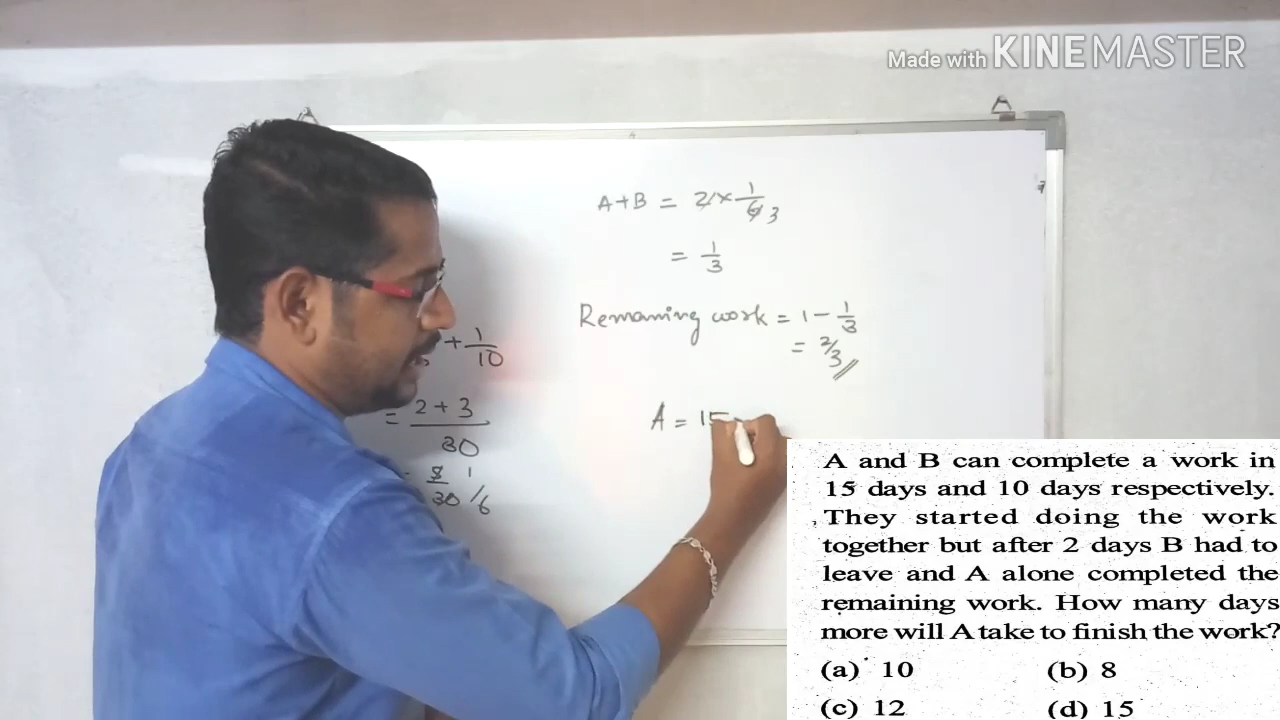 Made with KINEMASTER
A+B = 2 × 1/6 3
= 1/3
Remaming work = 1 − 1/3
= 2/3
+ 1/10
= 2+3/30
5/30 1/6
A = 15
A and B can complete a work in
15 days and 10 days respectively.
They started doing the work
together but after 2 days B had to
leave and A alone completed the
remaining work. How many days
more will A take to finish the work?
(a) 10 (b) 8
(c) 12 (d) 15